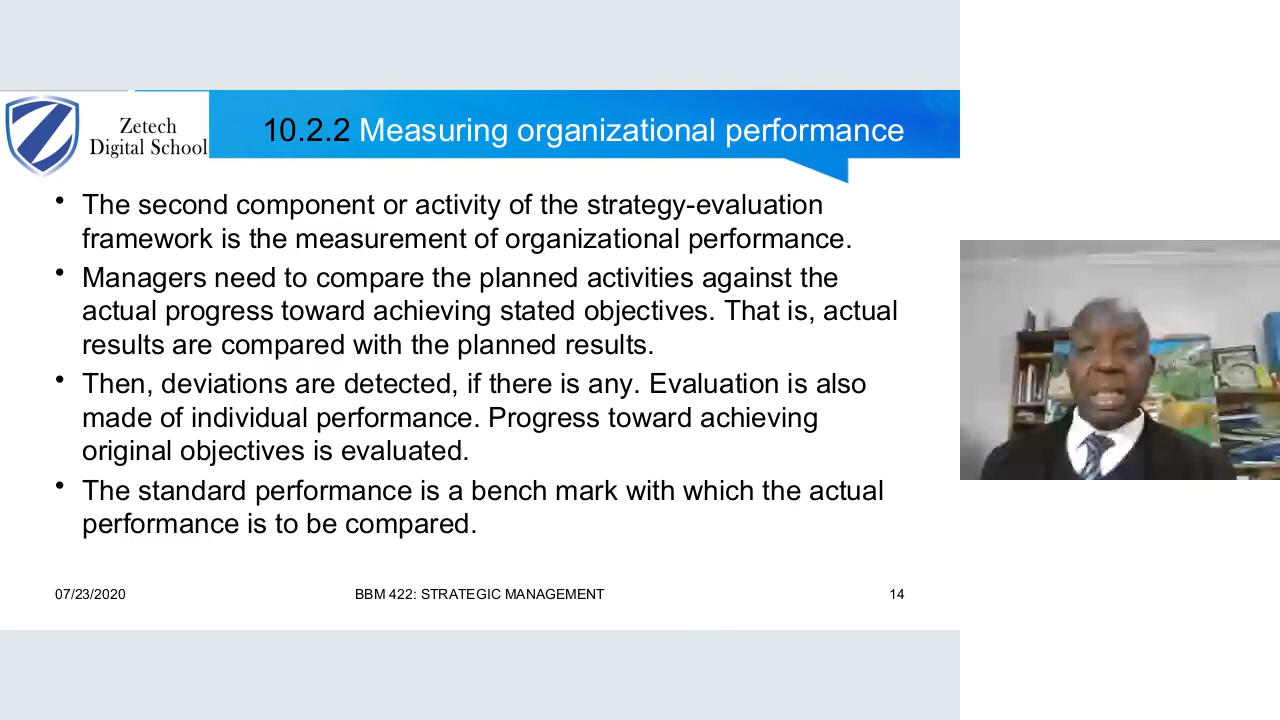 Zetech
Digital School
10.2.2 Measuring organizational performance
• The second component or activity of the strategy-evaluation
framework is the measurement of organizational performance.
• Managers need to compare the planned activities against the
actual progress toward achieving stated objectives. That is, actual
results are compared with the planned results.
• Then, deviations are detected, if there is any. Evaluation is also
made of individual performance. Progress toward achieving
original objectives is evaluated.
• The standard performance is a bench mark with which the actual
performance is to be compared.
07/23/2020 BBM 422: STRATEGIC MANAGEMENT 14